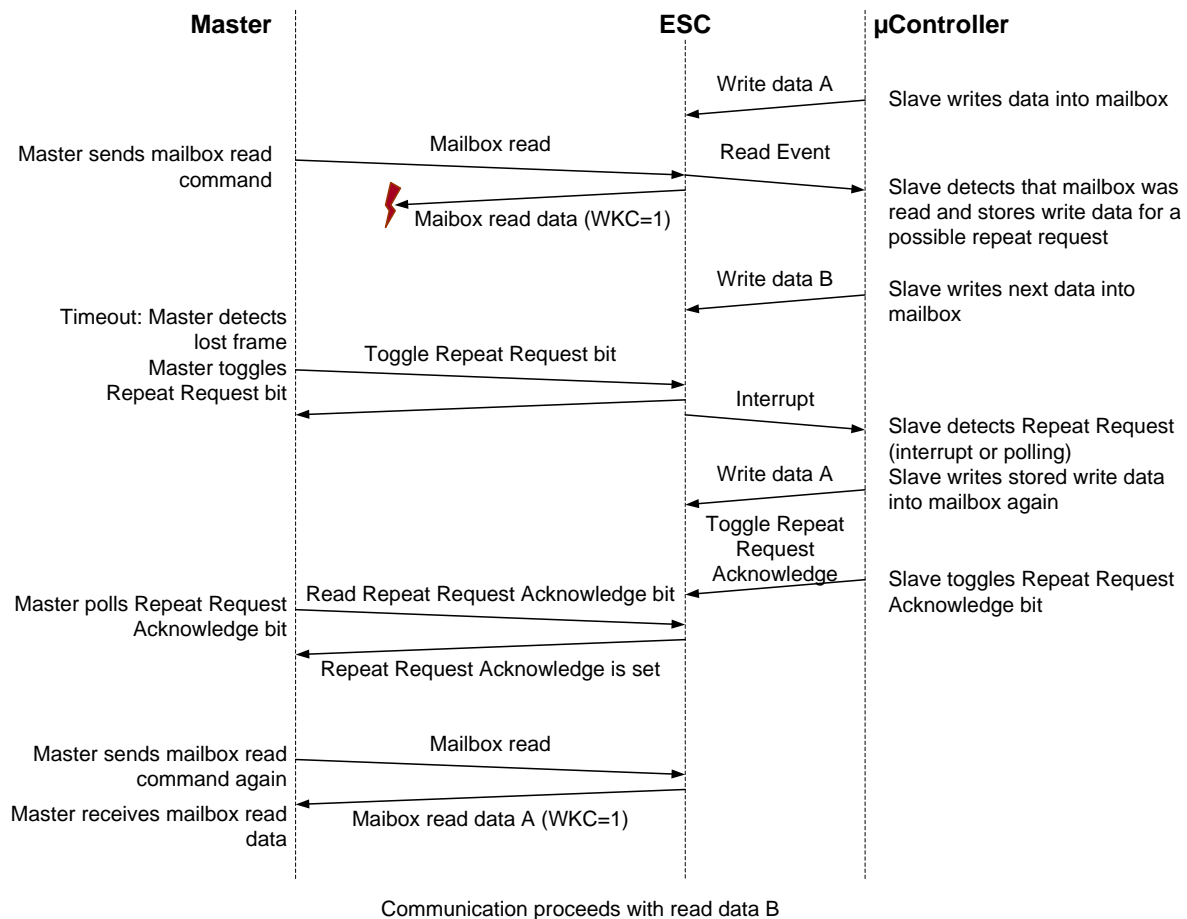 Master
ESC
µController
Write data A
Slave writes data into mailbox
Mailbox read
Master sends mailbox read
command
Read Event
Slave detects that mailbox was
read and stores write data for a
possible repeat request
Maibox read data (WKC=1)
Write data B
Slave writes next data into
mailbox
Timeout: Master detects
lost frame
Master toggles
Repeat Request bit
Toggle Repeat Request bit
Interrupt
Slave detects Repeat Request
(interrupt or polling)
Write data A
Slave writes stored write data
into mailbox again
Toggle Repeat
Request
Acknowledge
Slave toggles Repeat Request
Acknowledge bit
Read Repeat Request Acknowledge bit
Master polls Repeat Request
Acknowledge bit
Repeat Request Acknowledge is set
Mailbox read
Master sends mailbox read
command again
Master receives mailbox read
data
Maibox read data A (WKC=1)
Communication proceeds with read data B